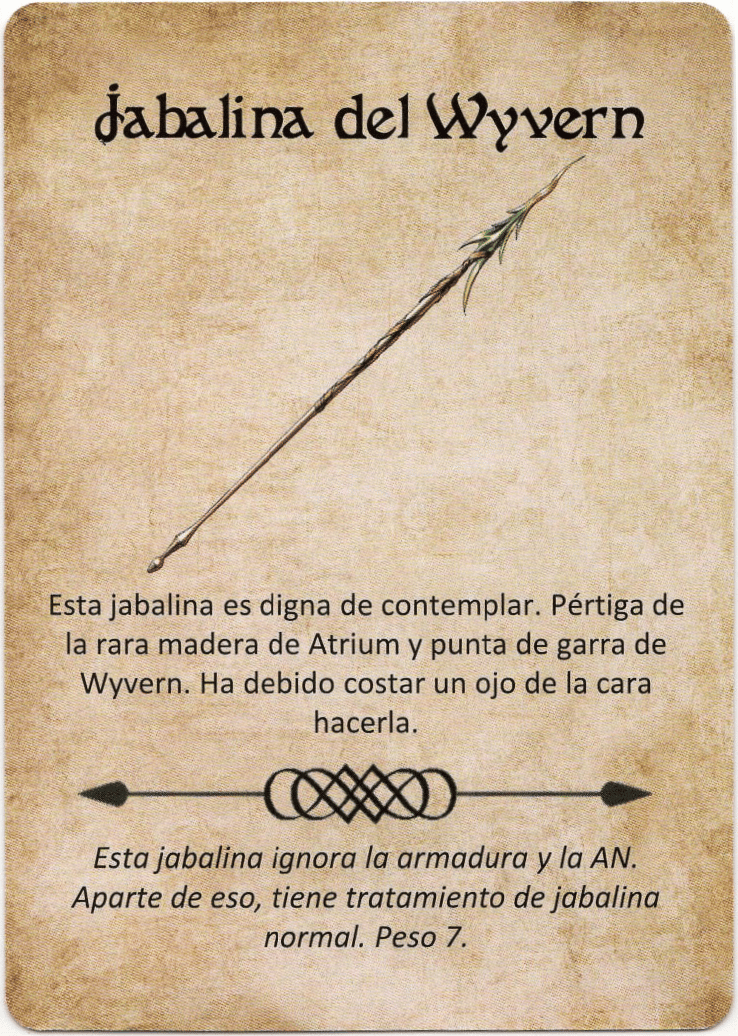 Jabalina del Wyvern
Esta jabalina es digna de contemplar. Pértiga de
la rara madera de Atrium y punta de garra de
Wyvern. Ha debido costar un ojo de la cara
hacerla.
Esta jabalina ignora la armadura y la AN.
Aparte de eso, tiene tratamiento de jabalina
normal. Peso 7.